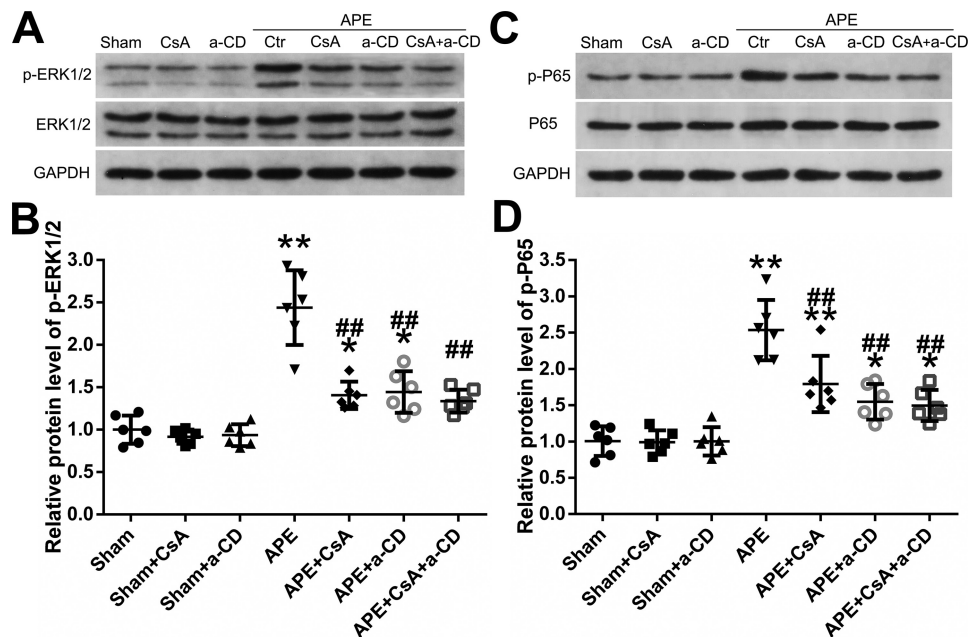 A
APE
Sham CsA a-CD Ctr CsA a-CD CsA+a-CD
p-ERK1/2
ERK1/2
GAPDH
C
APE
Sham CsA a-CD Ctr CsA a-CD CsA+a-CD
p-P65
P65
GAPDH
B
Relative protein level of p-ERK1/2
3.0
2.5
2.0
1.5
1.0
0.5
0.0
**
##
*
##
*
##
Sham
Sham+CsA
Sham+a-CD
APE
APE+CsA
APE+a-CD
APE+CsA+a-CD
D
Relative protein level of p-P65
3.5
3.0
2.5
2.0
1.5
1.0
0.5
0.0
**
##
**
##
*
##
*
Sham
Sham+CsA
Sham+a-CD
APE
APE+CsA
APE+a-CD
APE+CsA+a-CD